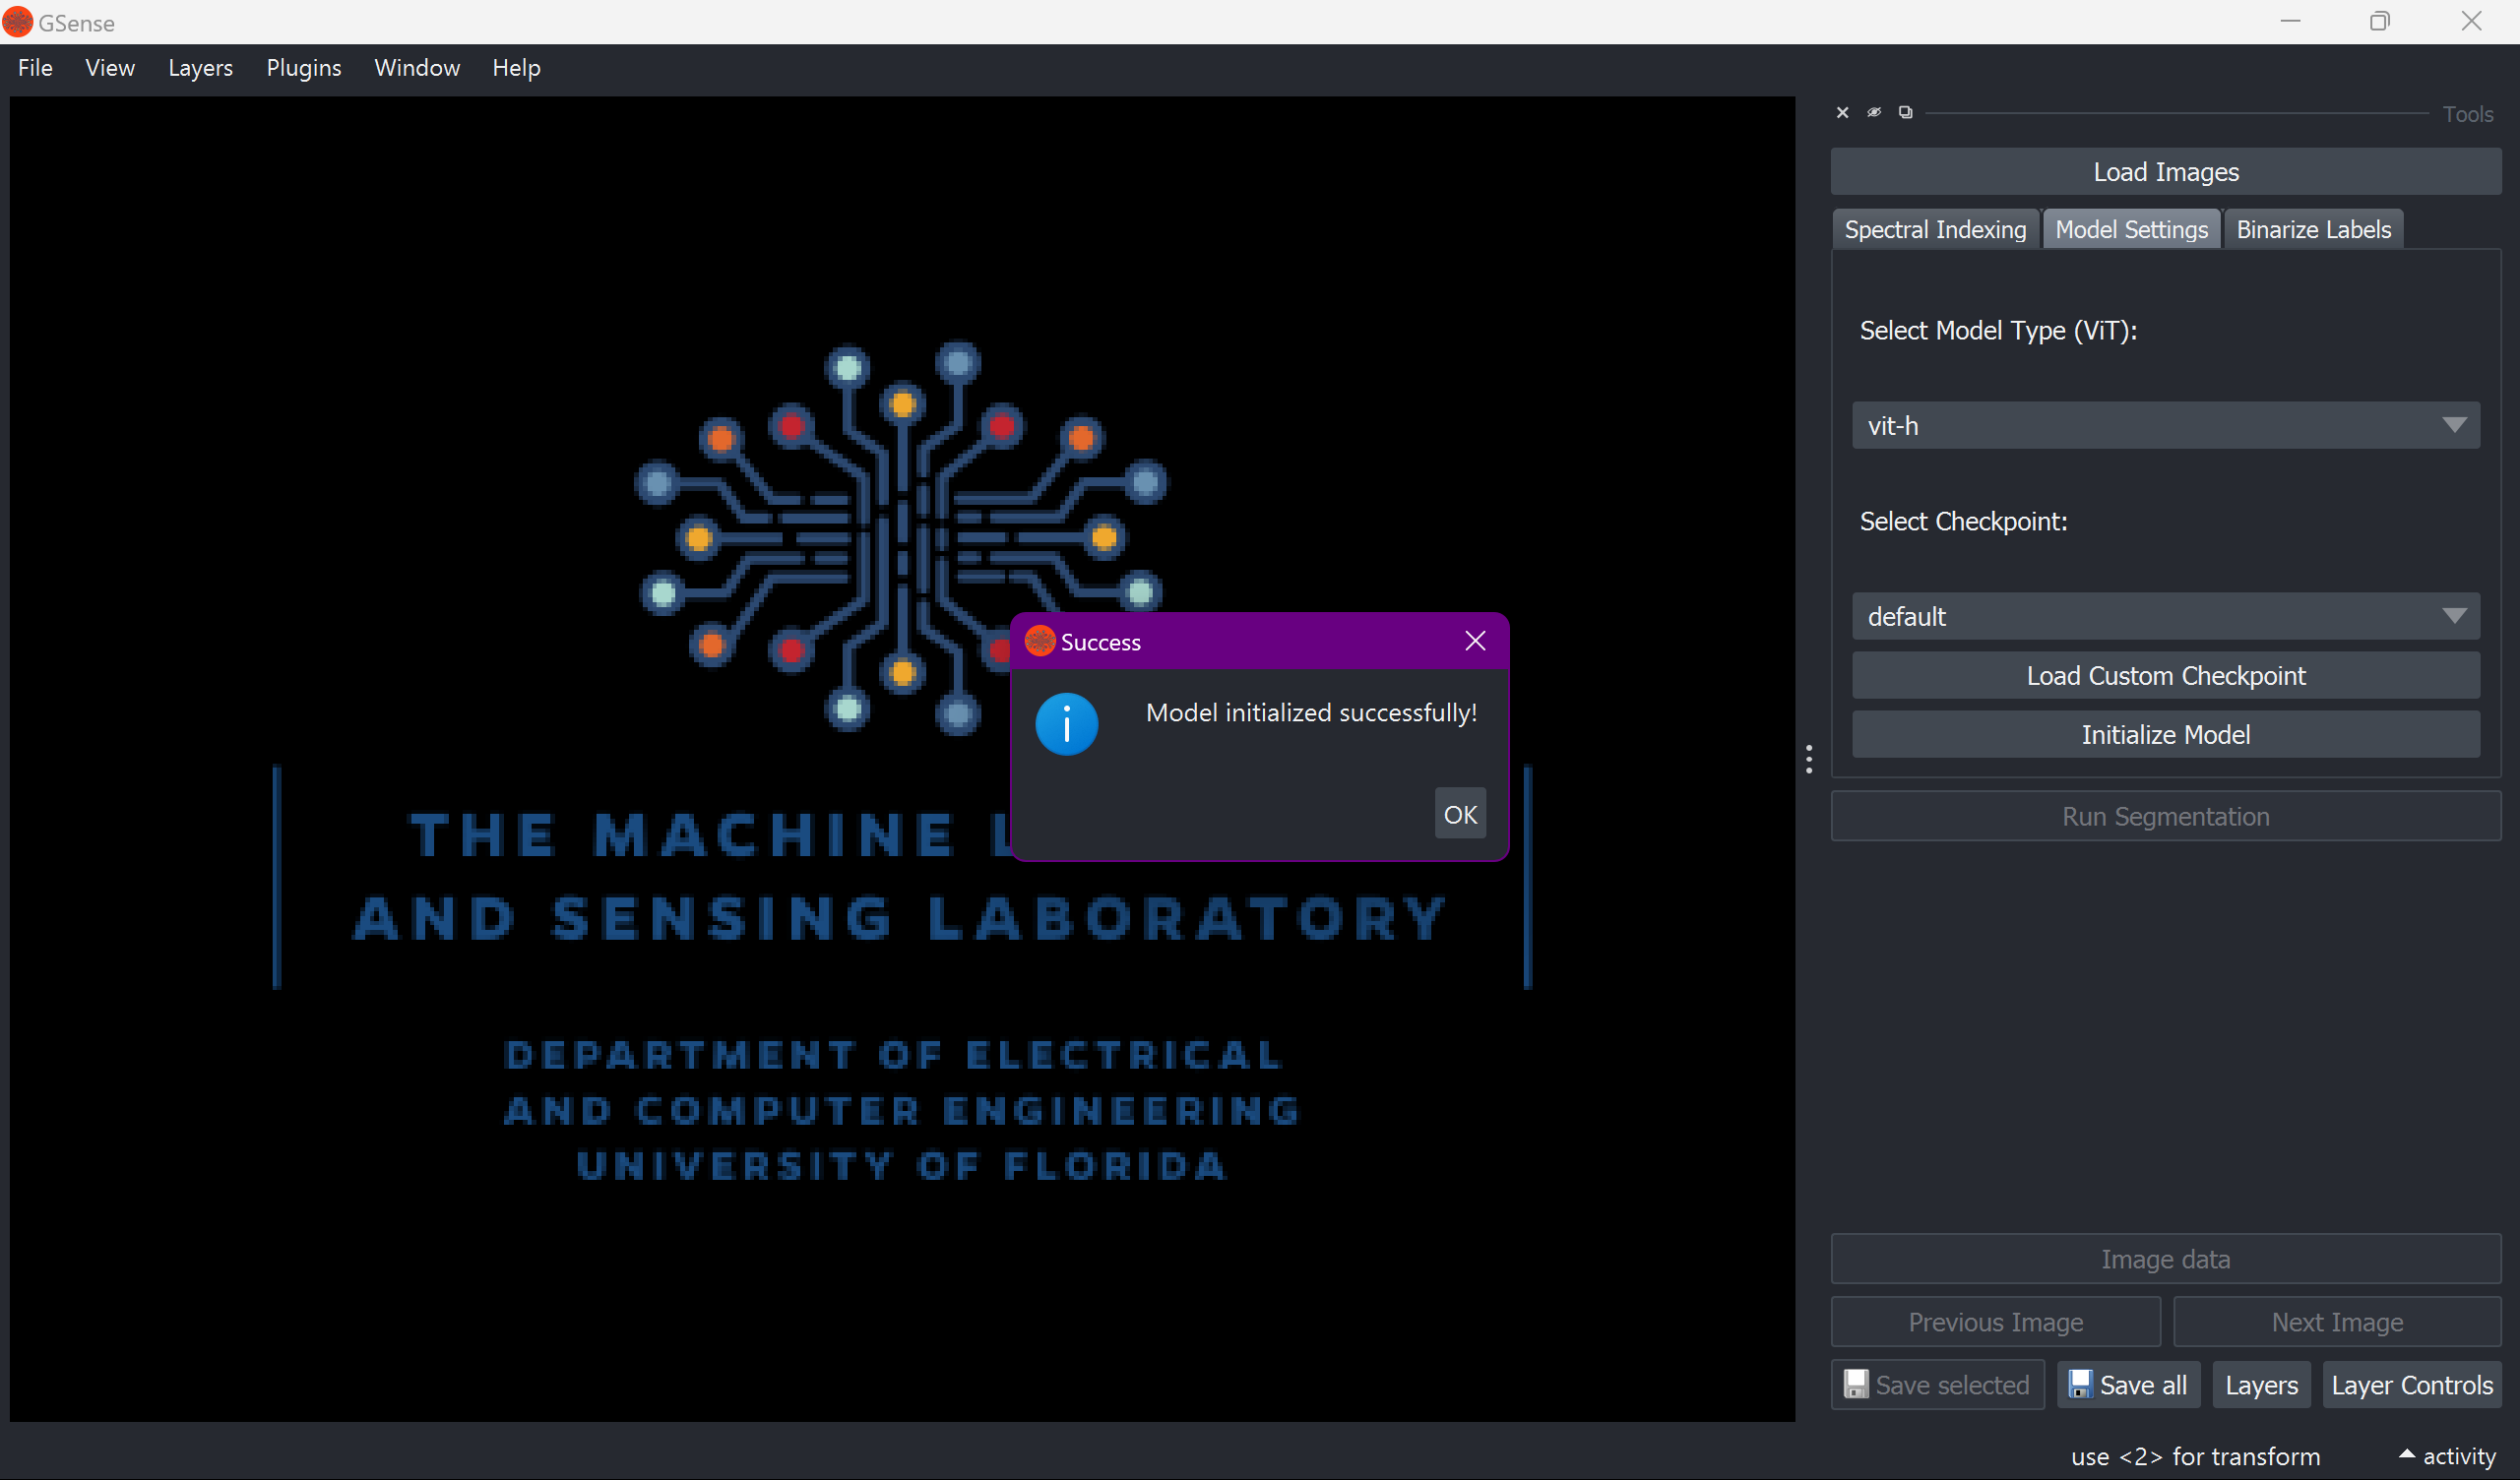 GSense
File View Layers Plugins Window Help
Tools
Load Images
Spectral Indexing Model Settings Binarize Labels
Select Model Type (ViT):
vit-h
Select Checkpoint:
default
Load Custom Checkpoint
Initialize Model
Run Segmentation
Success
Model initialized successfully!
OK
THE MACHINE
AND SENSING LABORATORY
DEPARTMENT OF ELECTRICAL
AND COMPUTER ENGINEERING
UNIVERSITY OF FLORIDA
Image data
Previous Image Next Image
Save selected Save all Layers Layer Controls
use <2> for transform activity